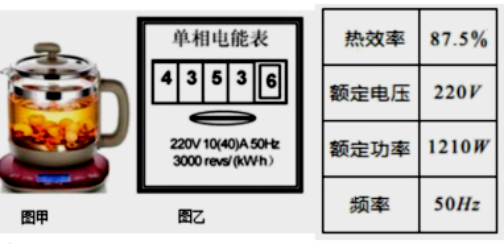 单相电能表
4 3 5 3 6
220V 10(40)A 50Hz
3000 revs/(kW·h)
图甲
图乙
热效率 87.5%
额定电压 220V
额定功率 1210W
频率 50Hz